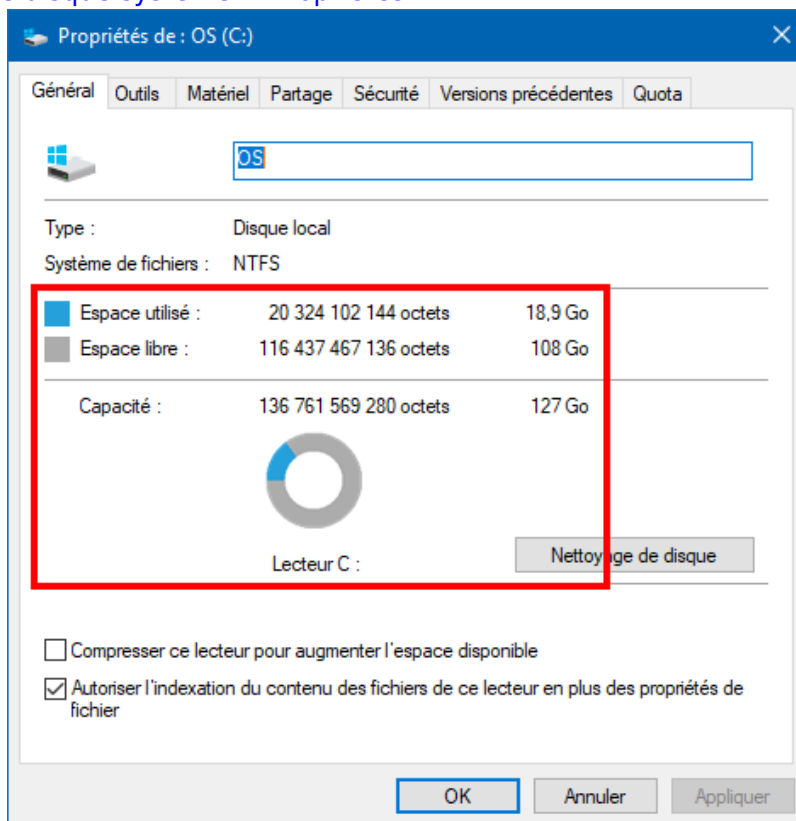 Propriétés de : OS (C:)
Général Outils Matériel Partage Sécurité Versions précédentes Quota
OS
Type : Disque local
Système de fichiers : NTFS
Espace utilisé : 20 324 102 144 octets 18,9 Go
Espace libre : 116 437 467 136 octets 108 Go
Capacité : 136 761 569 280 octets 127 Go
Lecteur C : Nettoyage de disque
Compresser ce lecteur pour augmenter l'espace disponible
Autoriser l'indexation du contenu des fichiers de ce lecteur en plus des propriétés de
fichier
OK Annuler Appliquer